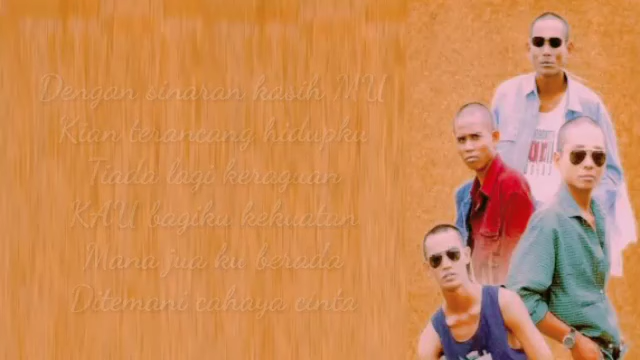 Dengan sinaran kasih MU
Kian terancang hidupku
Tiada lagi keraguan
KAU bagiku kekuatan
Mana jua ku berada
Ditemani cahaya cinta